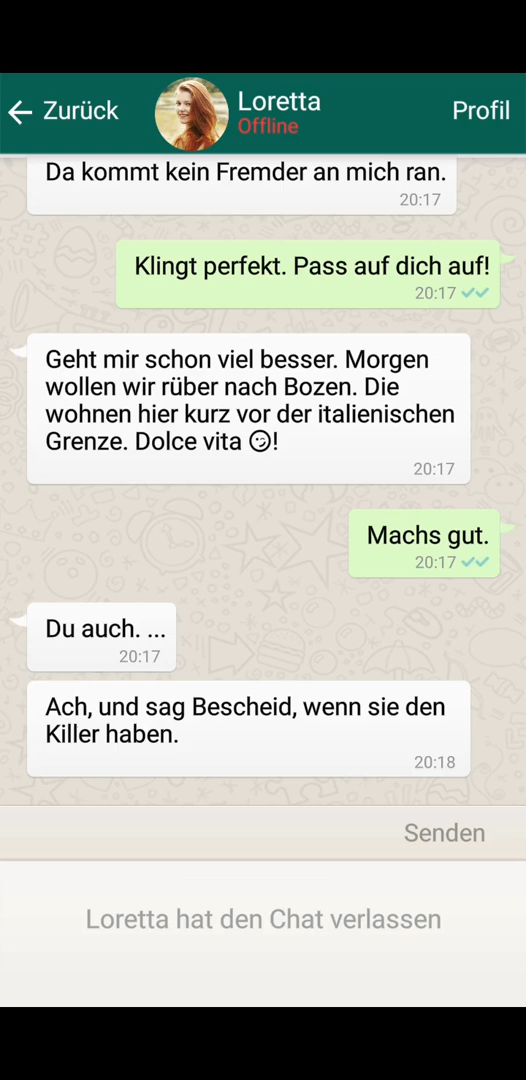 Zurück
Loretta
Offline
Profil
Da kommt kein Fremder an mich ran.
20:17
Klingt perfekt. Pass auf dich auf!
20:17
Geht mir schon viel besser. Morgen
wollen wir rüber nach Bozen. Die
wohnen hier kurz vor der italienischen
Grenze. Dolce vita 😏!
20:17
Machs gut.
20:17
Du auch. ...
20:17
Ach, und sag Bescheid, wenn sie den
Killer haben.
20:18
Senden
Loretta hat den Chat verlassen